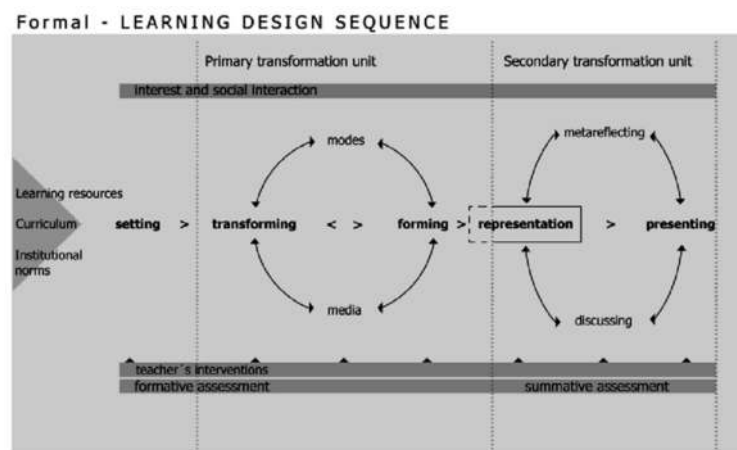 Formal - LEARNING DESIGN SEQUENCE
Primary transformation unit
Secondary transformation unit
interest and social interaction
modes
metareflecting
Learning resources
Curriculum
Institutional
norms
setting > transforming < > forming > representation > presenting
media
discussing
teacher´s interventions
formative assessment
summative assessment